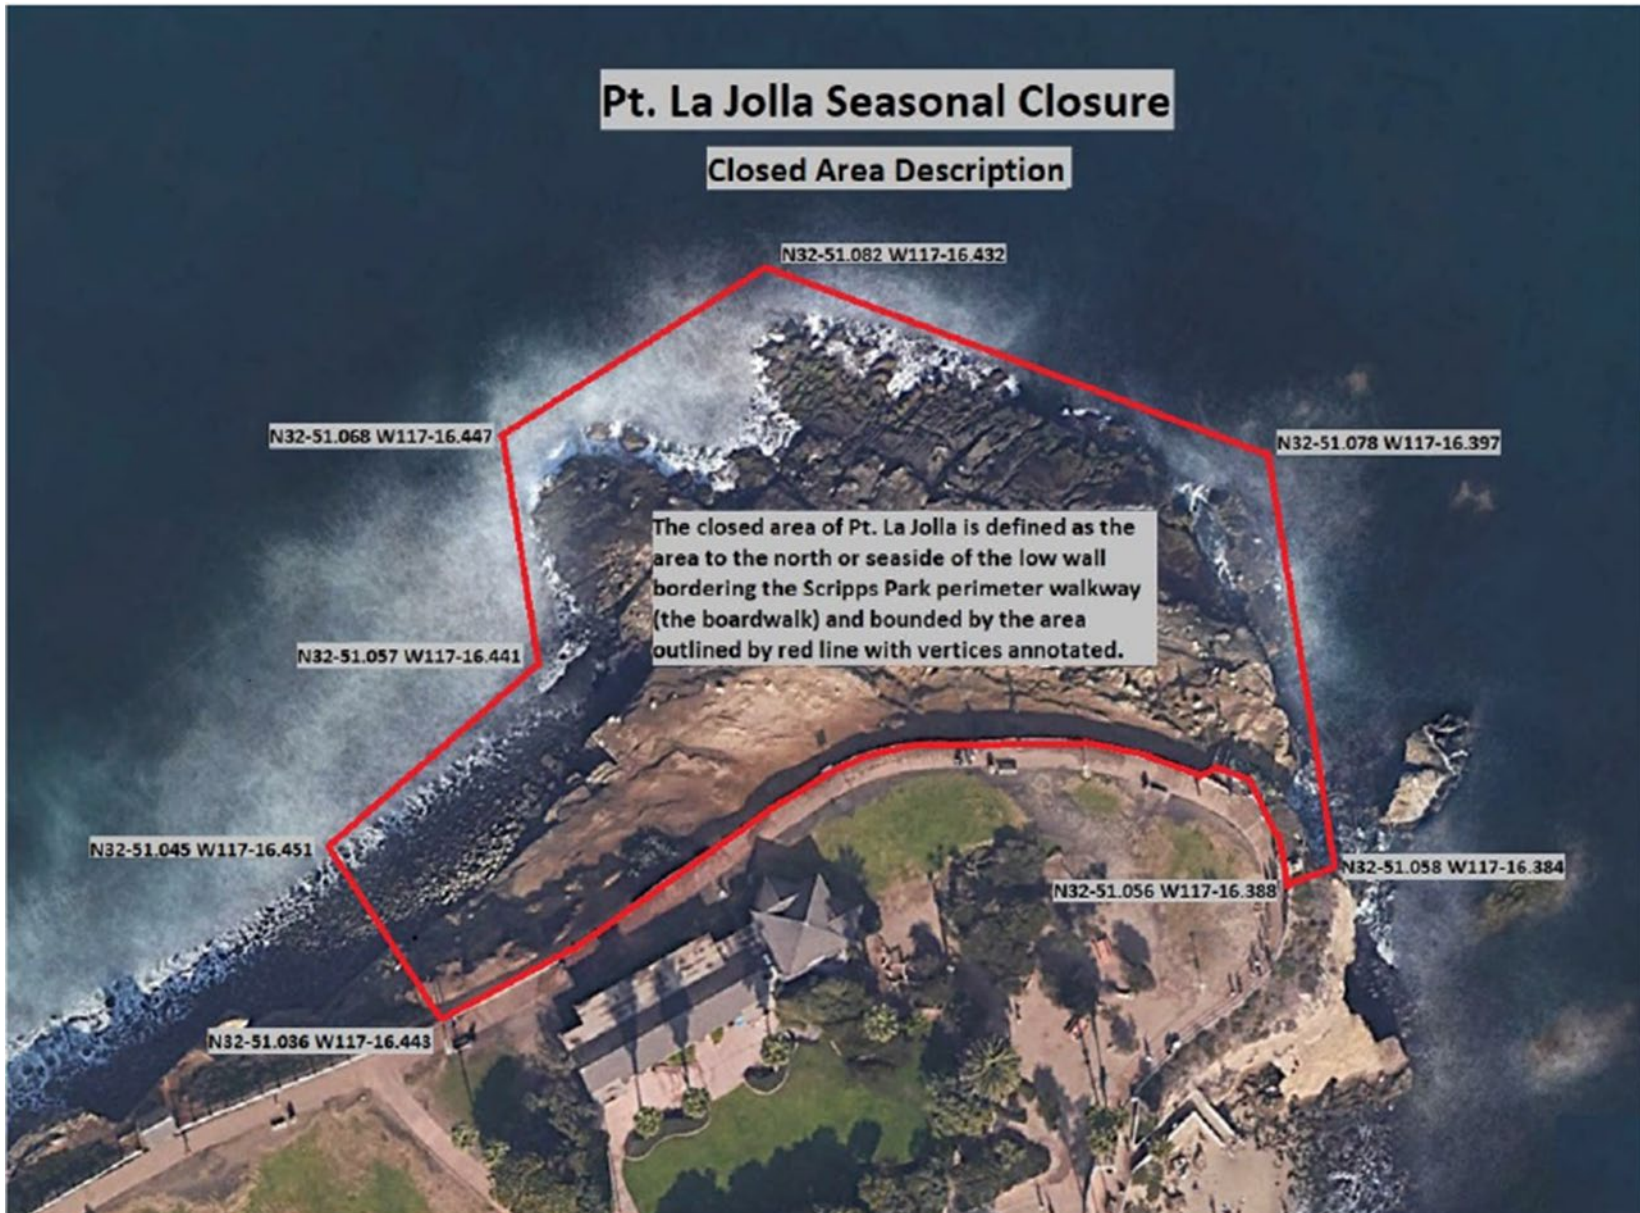 Pt. La Jolla Seasonal Closure
Closed Area Description
N32-51.082 W117-16.432
N32-51.068 W117-16.447
N32-51.078 W117-16.397
The closed area of Pt. La Jolla is defined as the
area to the north or seaside of the low wall
bordering the Scripps Park perimeter walkway
(the boardwalk) and bounded by the area
outlined by red line with vertices annotated.
N32-51.057 W117-16.441
N32-51.045 W117-16.451
N32-51.058 W117-16.384
N32-51.056 W117-16.388
N32-51.036 W117-16.443